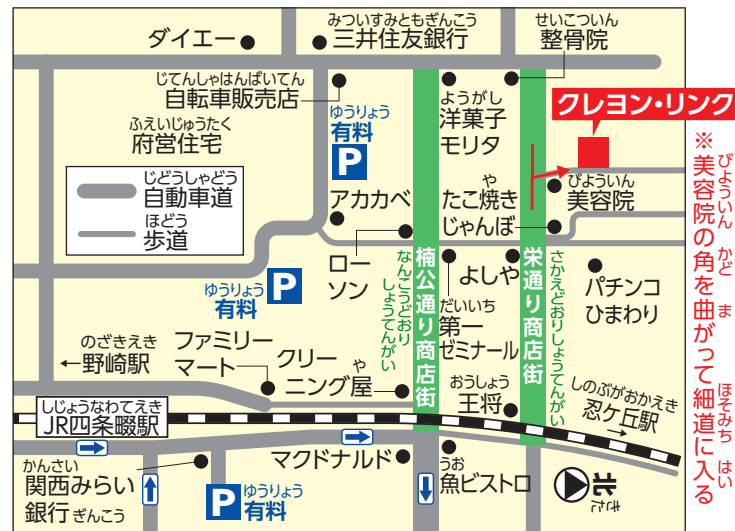 みついすみともぎんこう
せいこついん
ダイエー
三井住友銀行
整骨院
じてんしゃはんばいてん
自転車販売店
ようがし
洋菓子
モリタ
クレヨン・リンク
ふえいじゅうたく
府営住宅
ゆうりょう
有料
P
じどうしゃどう
自動車道
ほどう
歩道
アカカベ
や
たこ焼き
じゃんぼ
びよういん
美容院
※美容院の角を曲がって細道に入る
びよういん かど ま ほそみち はい
ロー
ソン
楠公通り商店街
なんこうどおり
しょうてんがい
よしや
栄通り商店街
さかえどおりしょうてんがい
パチンコ
ひまわり
ゆうりょう
有料
P
だいいち
第一
ゼミナール
のざきえき
←野崎駅
ファミリー
マート
クリー
や
ニング屋
おうしょう
王将
しのぶがおかえき
忍ケ丘駅
→
しじょうなわてえき
JR四条畷駅
かんさい
関西みらい
銀行 ぎんこう
マクドナルド
うお
魚ビストロ
P
ゆうりょう
有料
北
きた